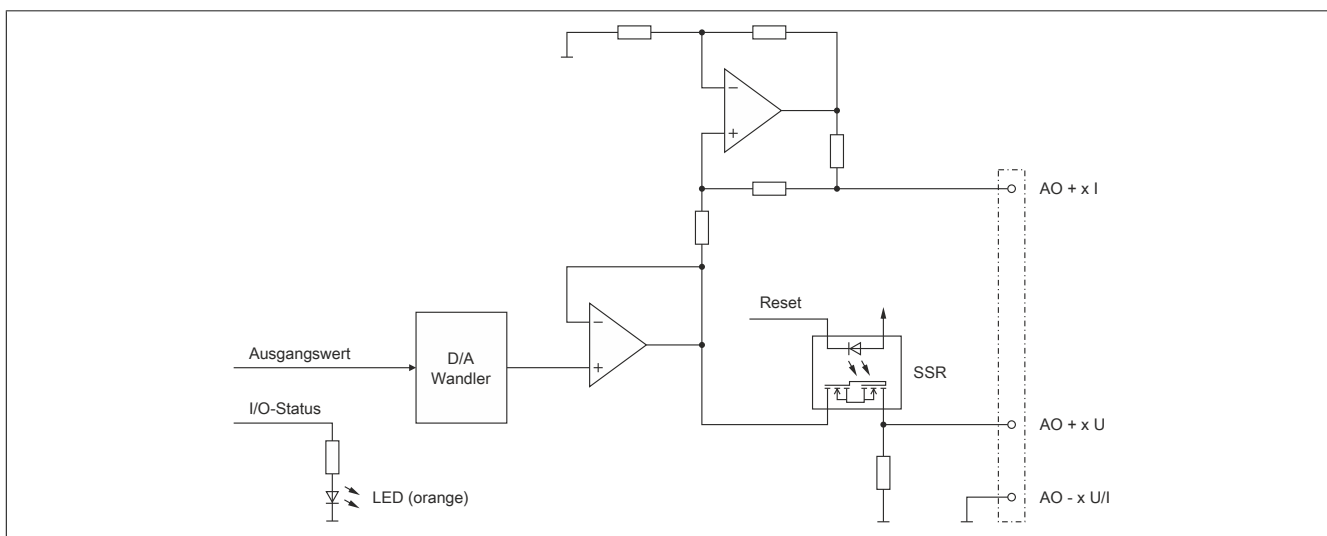 AO + x I
Reset
Ausgangswert
D/A
Wandler
SSR
I/O-Status
AO + x U
LED (orange)
AO - x U/I